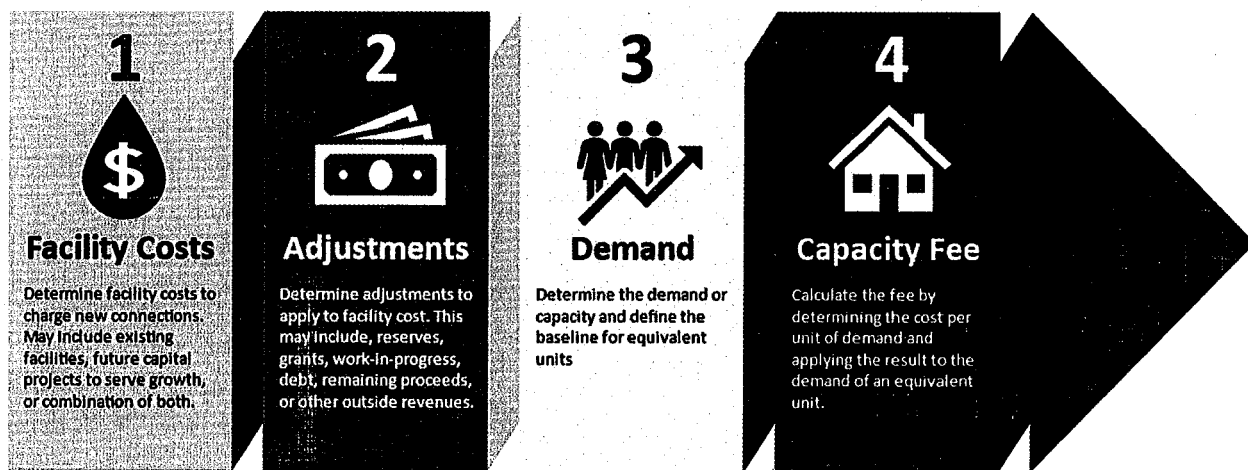 1
$
Facility Costs
Determine facility costs to
charge new connections.
May include existing
facilities, future capital
projects to serve growth,
or combination of both.
2
Adjustments
Determine adjustments to
apply to facility cost. This
may include, reserves,
grants, work-in-progress,
debt, remaining proceeds,
or other outside revenues.
3
Demand
Determine the demand or
capacity and define the
baseline for equivalent
units
4
Capacity Fee
Calculate the fee by
determining the cost per
unit of demand and
applying the result to the
demand of an equivalent
unit.